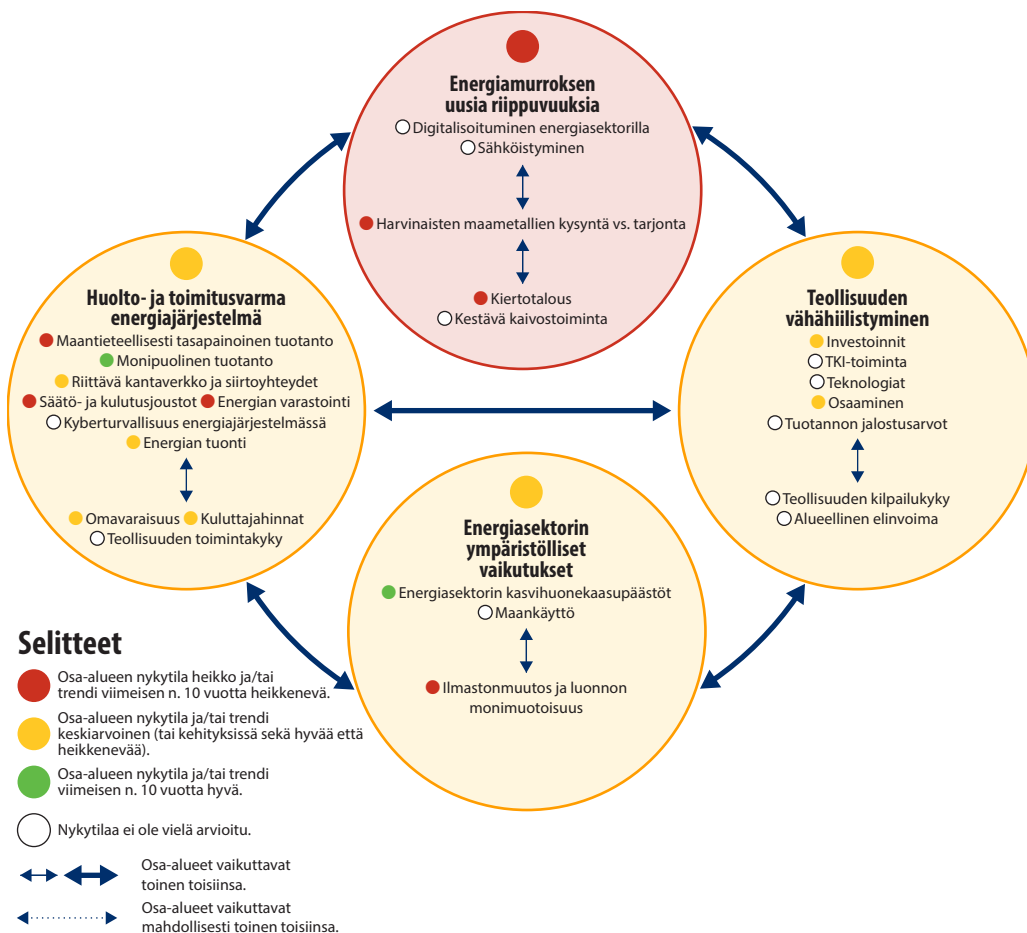 Energiamurroksen
uusia riippuvuuksia
Digitalisoituminen energiasektorilla
Sähköistyminen
Harvinaisten maametallien kysyntä vs. tarjonta
Kiertotalous
Kestävä kaivostoiminta
Huolto- ja toimitusvarma
energiajärjestelmä
Maantieteellisesti tasapainoinen tuotanto
Monipuolinen tuotanto
Riittävä kantaverkko ja siirtoyhteydet
Säätö- ja kulutusjoustot Energian varastointi
Kyberturvallisuus energiajärjestelmässä
Energian tuonti
Omavaraisuus Kuluttajahinnat
Teollisuuden toimintakyky
Teollisuuden
vähähiilistyminen
Investoinnit
TKI-toiminta
Teknologiat
Osaaminen
Tuotannon jalostusarvot
Teollisuuden kilpailukyky
Alueellinen elinvoima
Energiasektorin
ympäristölliset
vaikutukset
Energiasektorin kasvihuonekaasupäästöt
Maankäyttö
Ilmastonmuutos ja luonnon
monimuotoisuus
Selitteet
Osa-alueen nykytila heikko ja/tai
trendi viimeisen n. 10 vuotta heikkenevä.
Osa-alueen nykytila ja/tai trendi
keskiarvoinen (tai kehityksissä sekä hyvää että
heikkenevää).
Osa-alueen nykytila ja/tai trendi
viimeisen n. 10 vuotta hyvä.
Nykytilaa ei ole vielä arvioitu.
Osa-alueet vaikuttavat
toinen toisiinsa.
Osa-alueet vaikuttavat
mahdollisesti toinen toisiinsa.